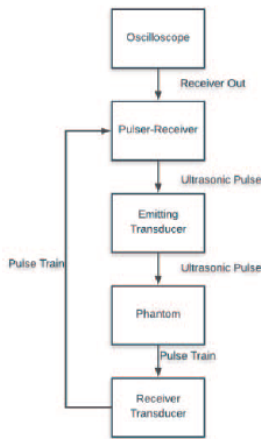 Oscilloscope
Receiver Out
Pulser-Receiver
Ultrasonic Pulse
Emitting
Transducer
Ultrasonic Pulse
Pulse Train
Phantom
Pulse Train
Receiver
Transducer